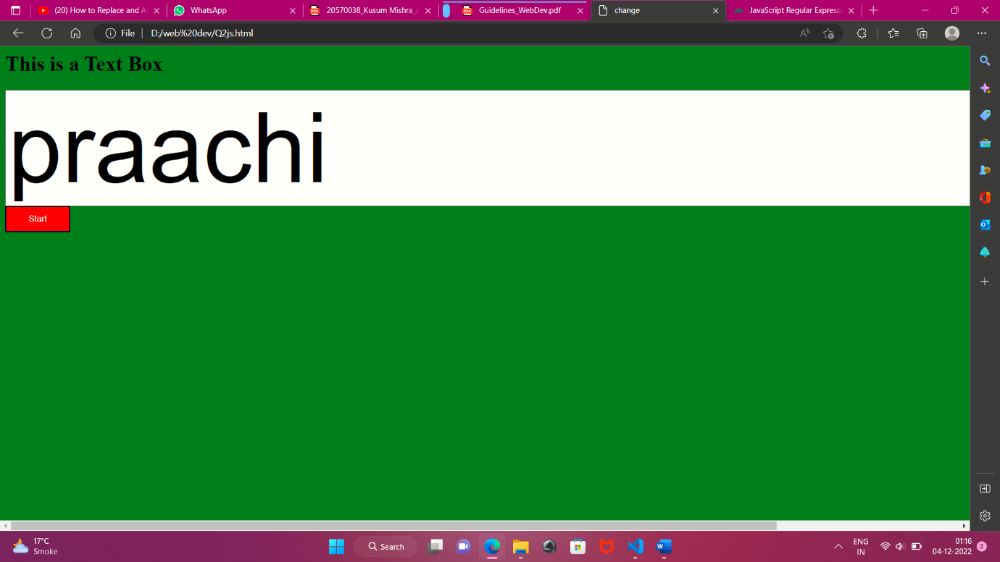 (20) How to Replace and A
WhatsApp
20570038_Kusum Mishra_
Guidelines_WebDev.pdf
change
JavaScript Regular Express
File
D:/web%20dev/Q2js.html
This is a Text Box
praachi
Start
17°C
Smoke
Search
ENG
IN
01:16
04-12-2022
2